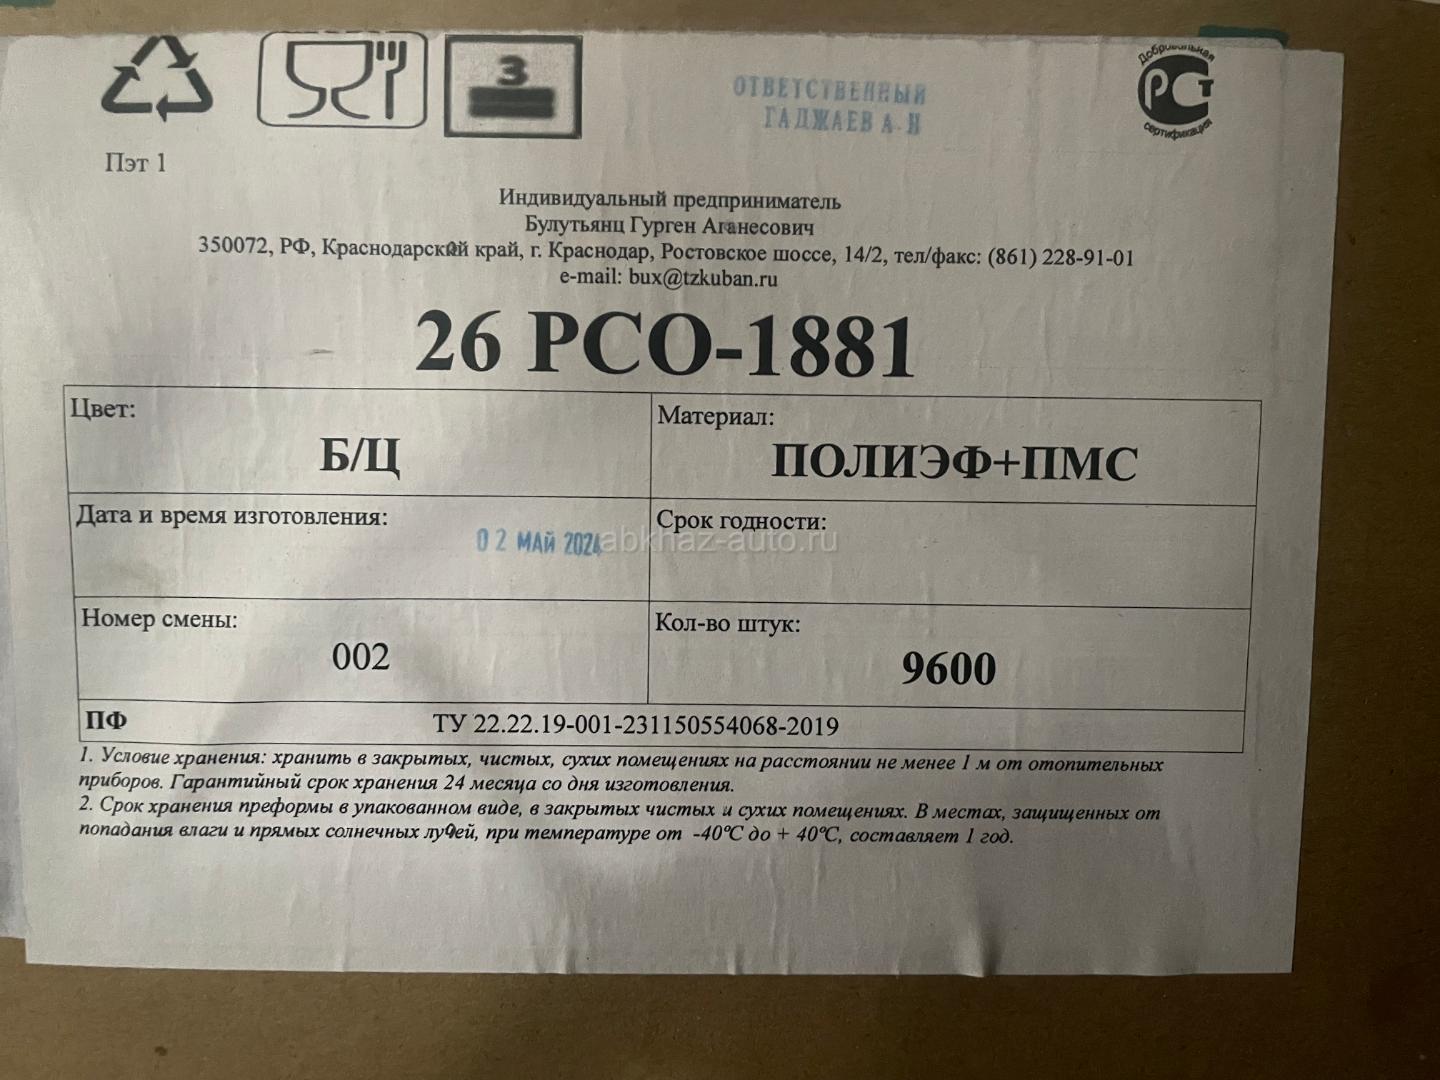 3
ОТВЕТСТВЕННЫЙ
ГАДЖАЕВ А.Н
Добровольная
РСТ
сертификация
Пэт 1
Индивидуальный предприниматель
Булутьянц Гурген Аганесович
350072, РФ, Краснодарский край, г. Краснодар, Ростовское шоссе, 14/2, тел/факс: (861) 228-91-01
e-mail: bux@tzkuban.ru
26 РСО-1881
Цвет:
Б/Ц
Материал:
ПОЛИЭФ+ПМС
Дата и время изготовления:
02 МАЙ 2024
Срок годности:
abkhaz-auto.ru
Номер смены:
002
Кол-во штук:
9600
ПФ ТУ 22.22.19-001-231150554068-2019
1. Условие хранения: хранить в закрытых, чистых, сухих помещениях на расстоянии не менее 1 м от отопительных
приборов. Гарантийный срок хранения 24 месяца со дня изготовления.
2. Срок хранения преформы в упакованном виде, в закрытых чистых и сухих помещениях. В местах, защищенных от
попадания влаги и прямых солнечных лучей, при температуре от -40°С до + 40°С, составляет 1 год.